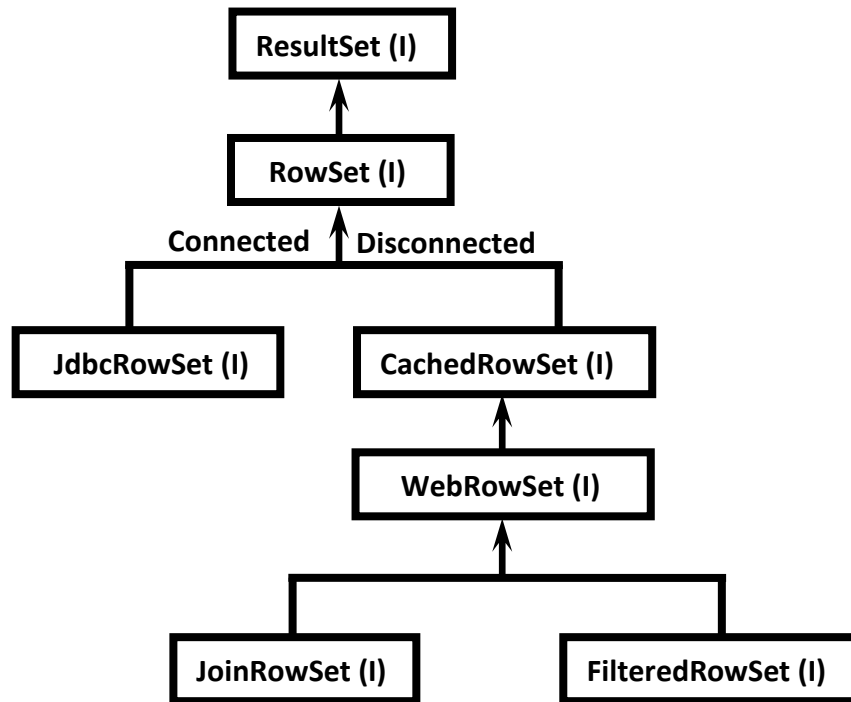 ResultSet (I)
RowSet (I)
Connected Disconnected
JdbcRowSet (I)
CachedRowSet (I)
WebRowSet (I)
JoinRowSet (I)
FilteredRowSet (I)